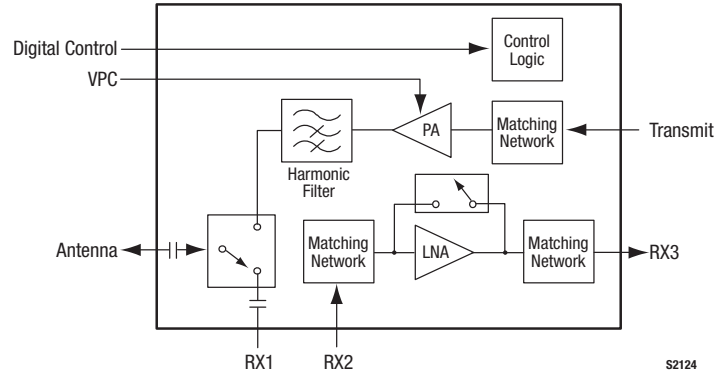 Digital Control
VPC
Control
Logic
PA
Matching
Network
Transmit
Harmonic
Filter
Antenna
Matching
Network
LNA
Matching
Network
RX3
RX1
RX2
S2124